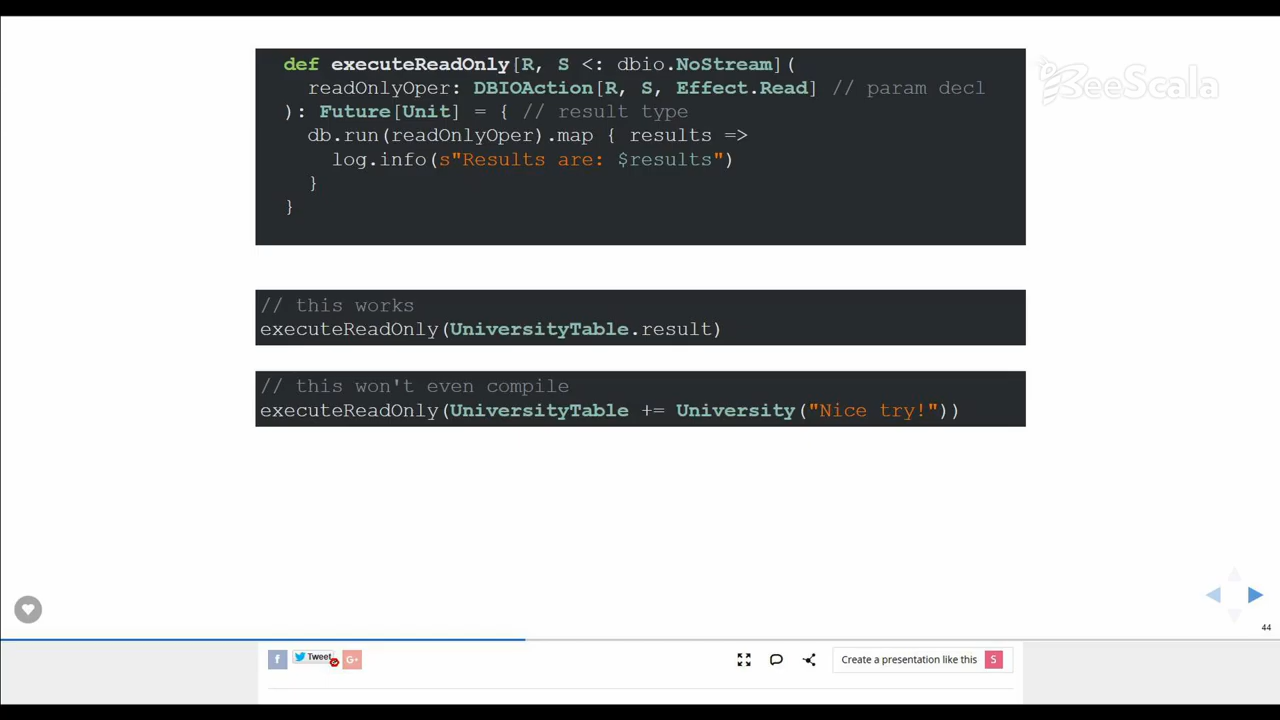 BeeScala
def executeReadOnly[R, S <: dbio.NoStream](
readOnlyOper: DBIOAction[R, S, Effect.Read] // param decl
): Future[Unit] = { // result type
db.run(readOnlyOper).map { results =>
log.info(s"Results are: $results")
}
}
// this works
executeReadOnly(UniversityTable.result)
// this won't even compile
executeReadOnly(UniversityTable += University("Nice try!"))
44
f
Tweet
G+
Create a presentation like this
S